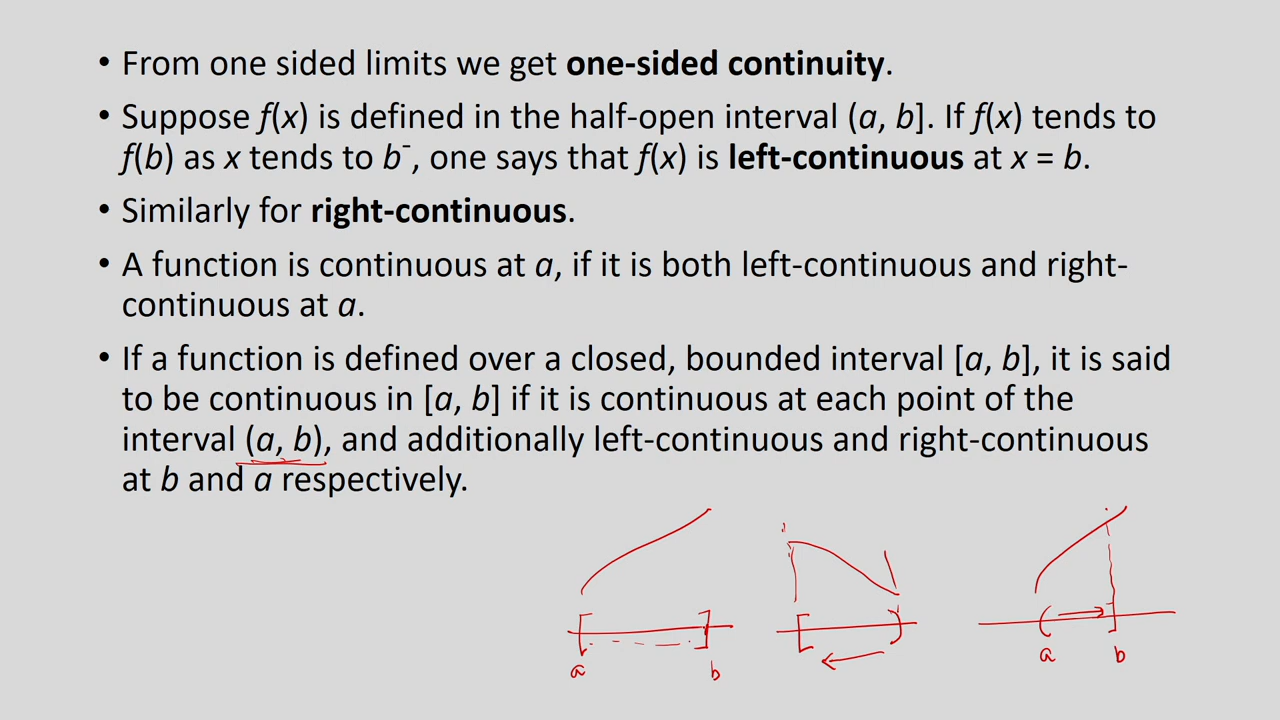 • From one sided limits we get one-sided continuity.
• Suppose f(x) is defined in the half-open interval (a, b]. If f(x) tends to
f(b) as x tends to b⁻, one says that f(x) is left-continuous at x = b.
• Similarly for right-continuous.
• A function is continuous at a, if it is both left-continuous and right-
continuous at a.
• If a function is defined over a closed, bounded interval [a, b], it is said
to be continuous in [a, b] if it is continuous at each point of the
interval (a, b), and additionally left-continuous and right-continuous
at b and a respectively.
a b
a b